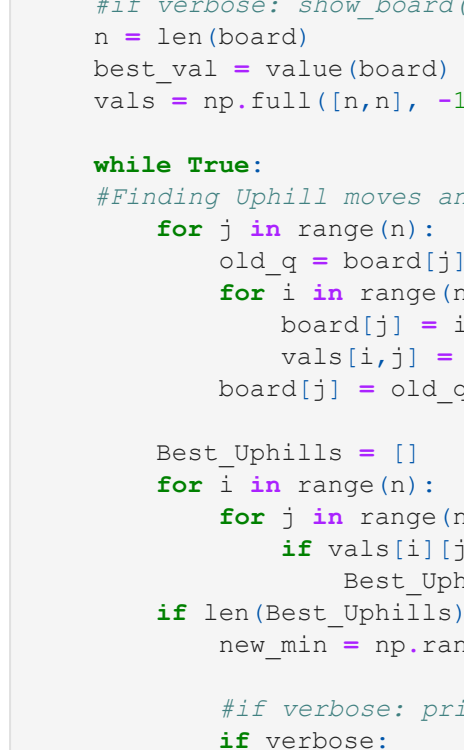 #if verbose: show_board(
n = len(board)
best_val = value(board)
vals = np.full([n,n], -1
while True:
#Finding Uphill moves an
for j in range(n):
old_q = board[j]
for i in range(n
board[j] = i
vals[i,j] =
board[j] = old_q
Best_Uphills = []
for i in range(n):
for j in range(n
if vals[i][j
Best_Uph
if len(Best_Uphills)
new_min = np.ran
#if verbose: pri
if verbose: